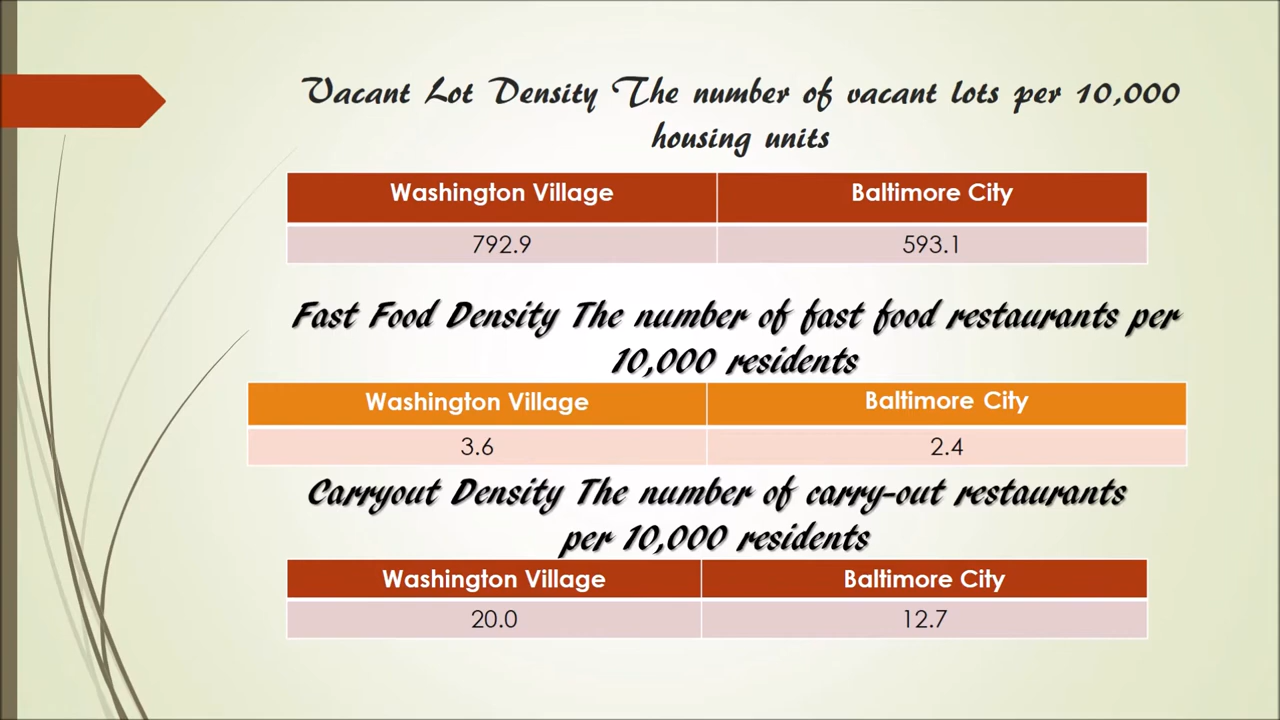 Vacant Lot Density The number of vacant lots per 10,000
housing units
Washington Village Baltimore City
792.9 593.1
Fast Food Density The number of fast food restaurants per
10,000 residents
Washington Village Baltimore City
3.6 2.4
Carryout Density The number of carry-out restaurants
per 10,000 residents
Washington Village Baltimore City
20.0 12.7